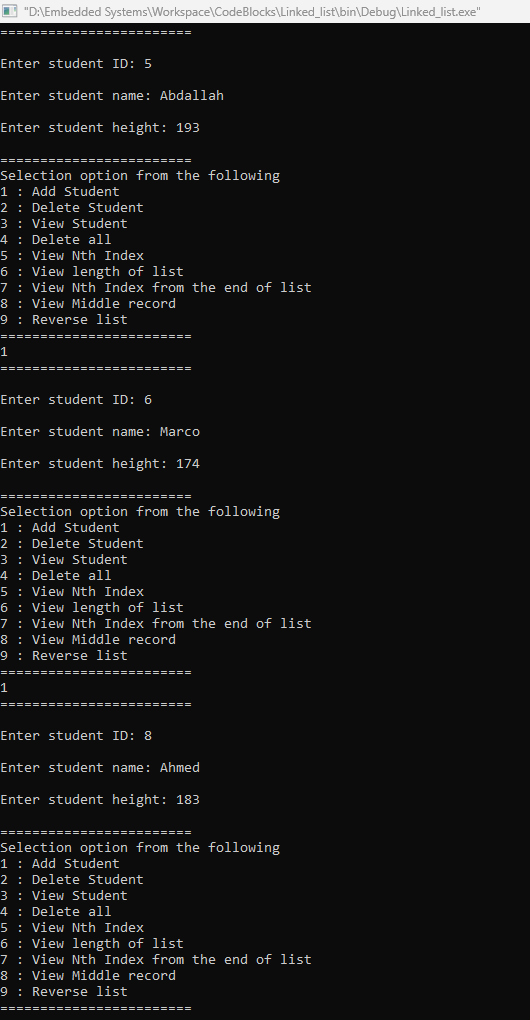 "D:\Embedded Systems\Workspace\CodeBlocks\Linked_list\bin\Debug\Linked_list.exe"
========================
Enter student ID: 5
Enter student name: Abdallah
Enter student height: 193
========================
Selection option from the following
1 : Add Student
2 : Delete Student
3 : View Student
4 : Delete all
5 : View Nth Index
6 : View length of list
7 : View Nth Index from the end of list
8 : View Middle record
9 : Reverse list
========================
1
========================
Enter student ID: 6
Enter student name: Marco
Enter student height: 174
========================
Selection option from the following
1 : Add Student
2 : Delete Student
3 : View Student
4 : Delete all
5 : View Nth Index
6 : View length of list
7 : View Nth Index from the end of list
8 : View Middle record
9 : Reverse list
========================
1
========================
Enter student ID: 8
Enter student name: Ahmed
Enter student height: 183
========================
Selection option from the following
1 : Add Student
2 : Delete Student
3 : View Student
4 : Delete all
5 : View Nth Index
6 : View length of list
7 : View Nth Index from the end of list
8 : View Middle record
9 : Reverse list
========================